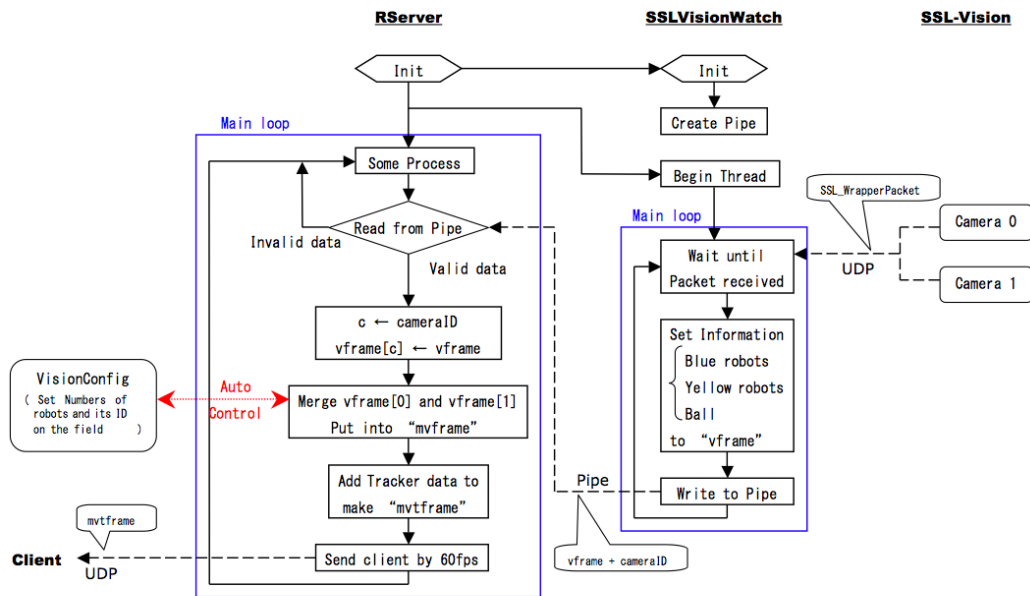 RServer
SSLVisionWatch
SSL-Vision
Init
Init
Create Pipe
Main loop
Some Process
Begin Thread
SSL_WrapperPacket
Read from Pipe
Invalid data
Valid data
Main loop
Wait until
Packet received
UDP
Camera 0
Camera 1
c ← cameraID
vframe[c] ← vframe
Set Information
Blue robots
Yellow robots
Ball
to “vframe”
VisionConfig
( Set Numbers of
robots and its ID
on the field )
Auto
Control
Merge vframe[0] and vframe[1]
Put into “mvframe”
Add Tracker data to
make “mvtframe”
Pipe
Write to Pipe
mvtframe
Client
UDP
Send client by 60fps
vframe + cameraID